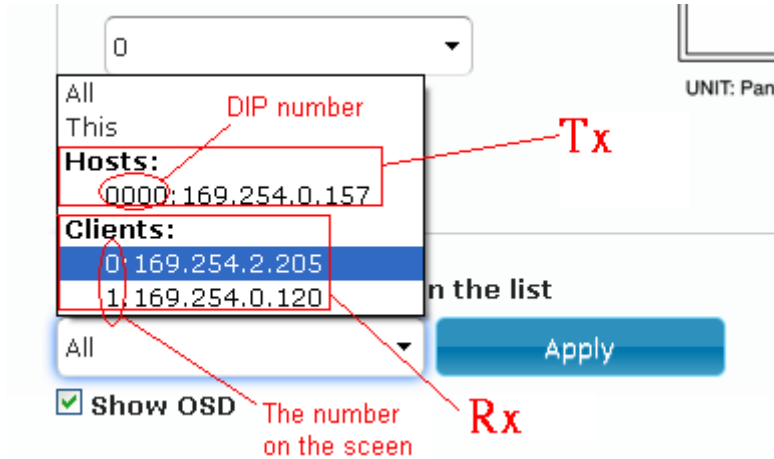 0
UNIT: Pan
All
DIP number
This
Tx
Hosts:
0000:169.254.0.157
Clients:
0:169.254.2.205
1:169.254.0.120
n the list
All
Apply
Show OSD
The number
on the sceen
Rx